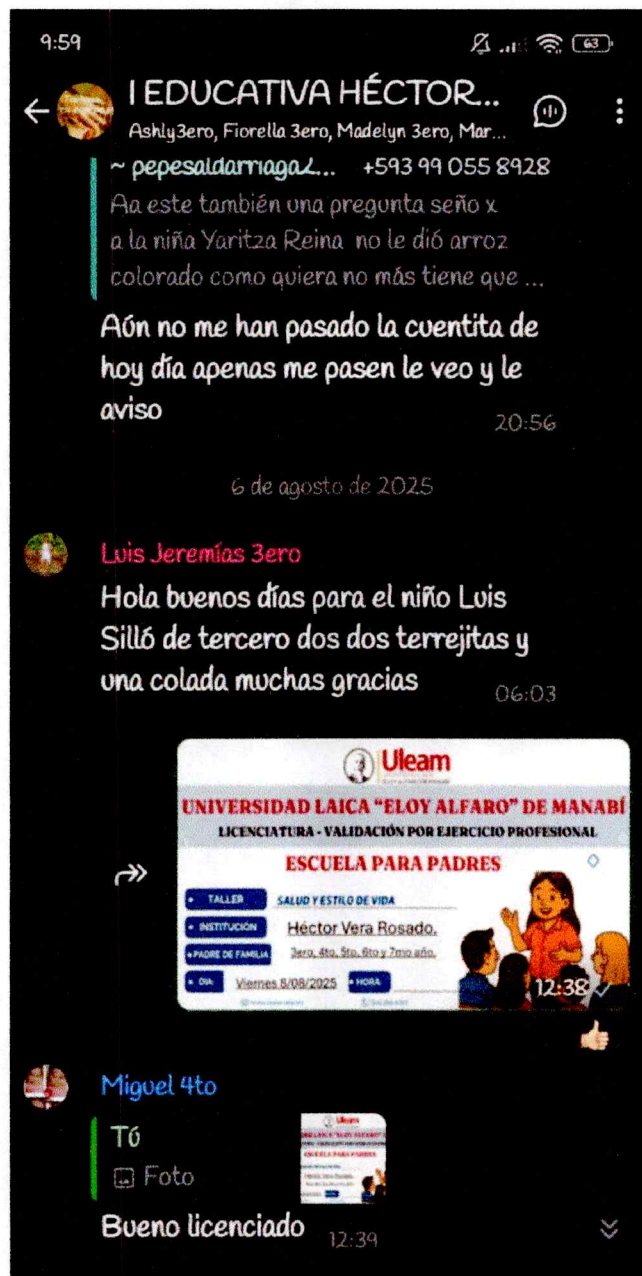 9:59
63
I EDUCATIVA HÉCTOR...
Ashly3ero, Fiorella 3ero, Madelyn 3ero, Mar...
~ pepesaldarriaga2... +593 99 055 8928
Aa este también una pregunta seño x
a la niña Yaritza Reina no le dió arroz
colorado como quiera no más tiene que ...
Aún no me han pasado la cuentita de
hoy día apenas me pasen le veo y le
aviso
20:56
6 de agosto de 2025
Luis Jeremías 3ero
Hola buenos días para el niño Luis
Silló de tercero dos dos terrejitas y
una colada muchas gracias
06:03
Uleam
UNIVERSIDAD LAICA "ELOY ALFARO" DE MANABÍ
LICENCIATURA - VALIDACIÓN POR EJERCICIO PROFESIONAL
ESCUELA PARA PADRES
• TALLER SALUD Y ESTILO DE VIDA
• INSTITUCIÓN Héctor Vera Rosado.
• PADRE DE FAMILIA 3ero, 4to, 5to, 6to y 7mo año.
• DIA: Viernes 8/08/2025 • HORA
12:38
Miguel 4to
Tú
Foto
Uleam
ESCUELA PARA PADRES
Bueno licenciado
12:39